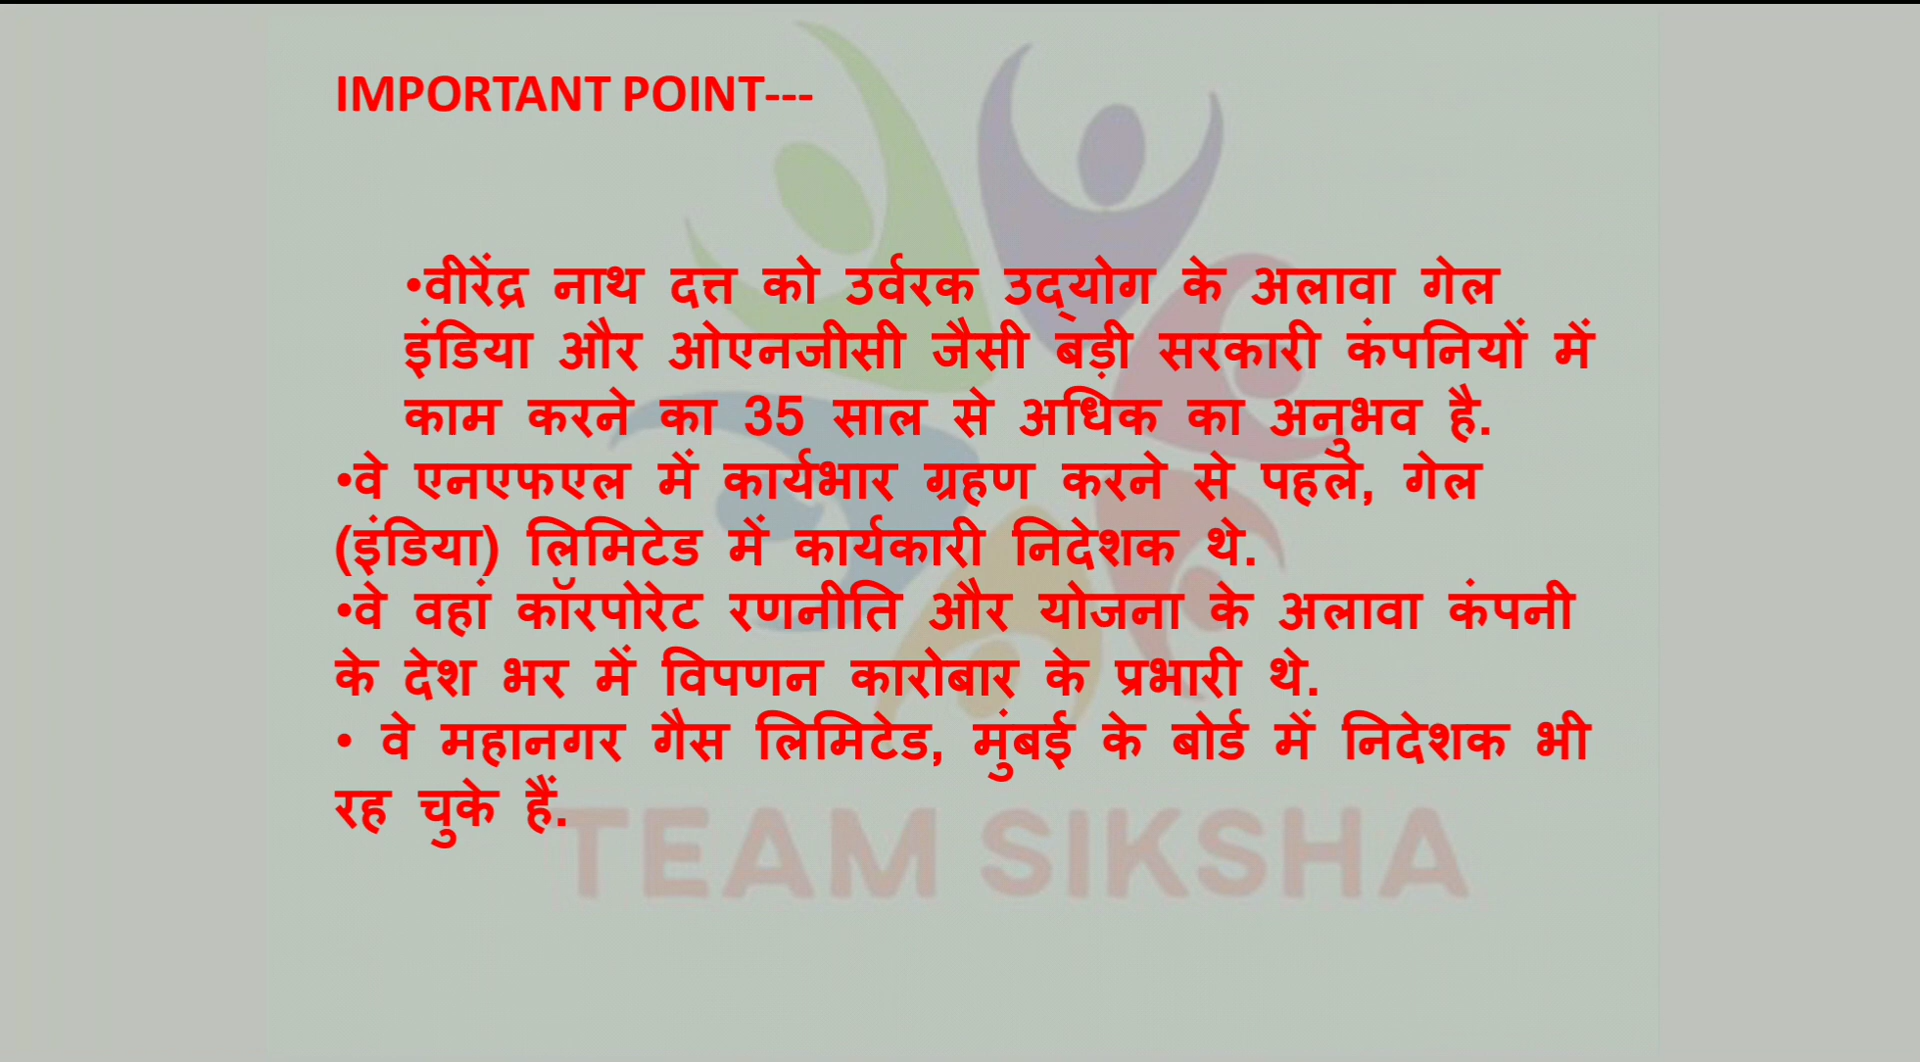 IMPORTANT POINT---
•वीरेंद्र नाथ दत्त को उर्वरक उद्योग के अलावा गेल
इंडिया और ओएनजीसी जैसी बड़ी सरकारी कंपनियों में
काम करने का 35 साल से अधिक का अनुभव है.
•वे एनएफएल में कार्यभार ग्रहण करने से पहले, गेल
(इंडिया) लिमिटेड में कार्यकारी निदेशक थे.
•वे वहां कॉरपोरेट रणनीति और योजना के अलावा कंपनी
के देश भर में विपणन कारोबार के प्रभारी थे.
• वे महानगर गैस लिमिटेड, मुंबई के बोर्ड में निदेशक भी
रह चुके हैं.
TEAM SIKSHA